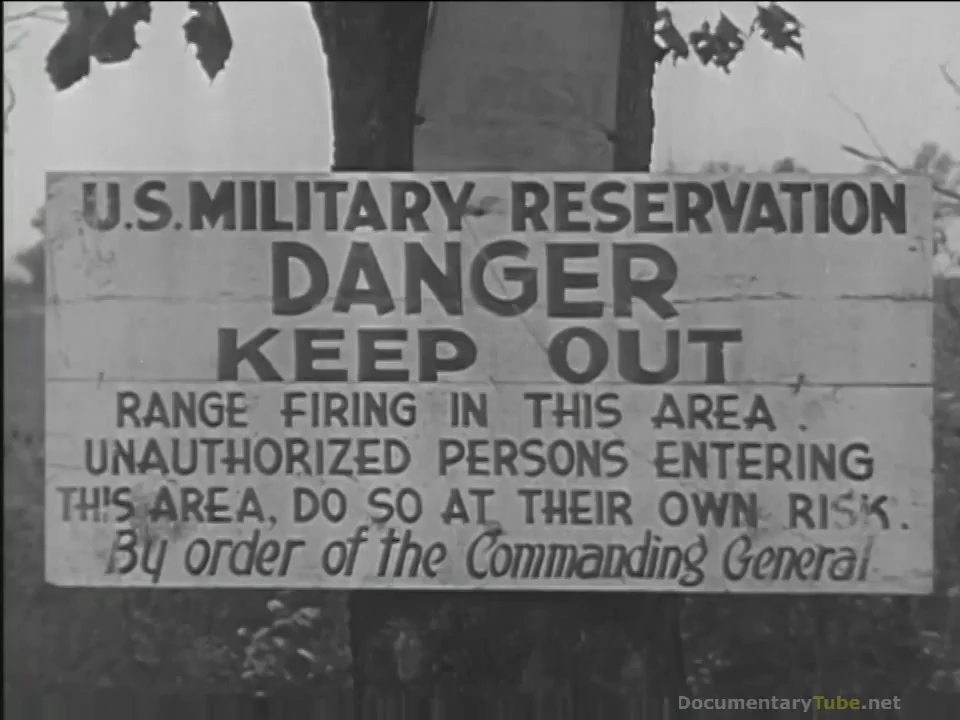 U.S. MILITARY RESERVATION
DANGER
KEEP OUT
RANGE FIRING IN THIS AREA.
UNAUTHORIZED PERSONS ENTERING
THIS AREA, DO SO AT THEIR OWN RISK.
By order of the Commanding General
DocumentaryTube.net